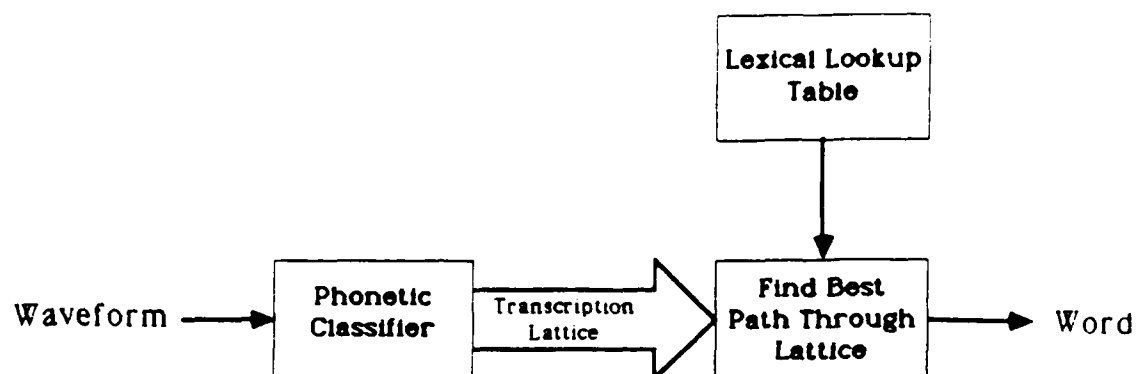 Lexical Lookup
Table
Waveform
Phonetic
Classifier
Transcription
Lattice
Find Best
Path Through
Lattice
Word